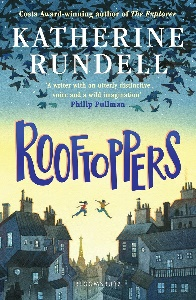 Costa Award-winning author of The Explorer
KATHERINE
RUNDELL
'A writer with an utterly distinctive
voice and a wild imagination'
Philip Pullman
ROOFTOPPERS